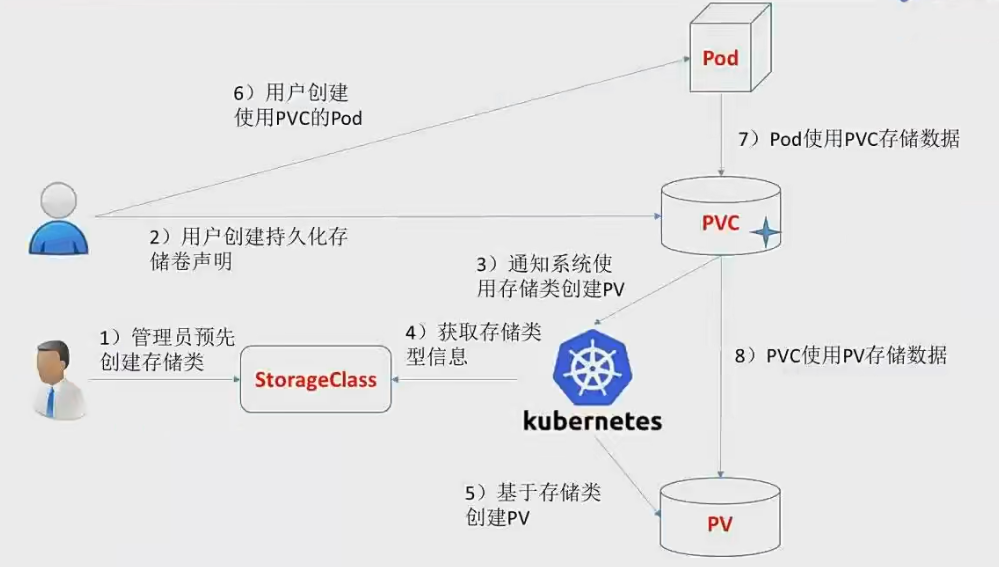 Pod
6）用户创建
使用PVC的Pod
7）Pod使用PVC存储数据
PVC
2）用户创建持久化存
储卷声明
3）通知系统使
用存储类创建PV
1）管理员预先
创建存储类
4）获取存储类
型信息
StorageClass
8）PVC使用PV存储数据
kubernetes
5）基于存储类
创建PV
PV